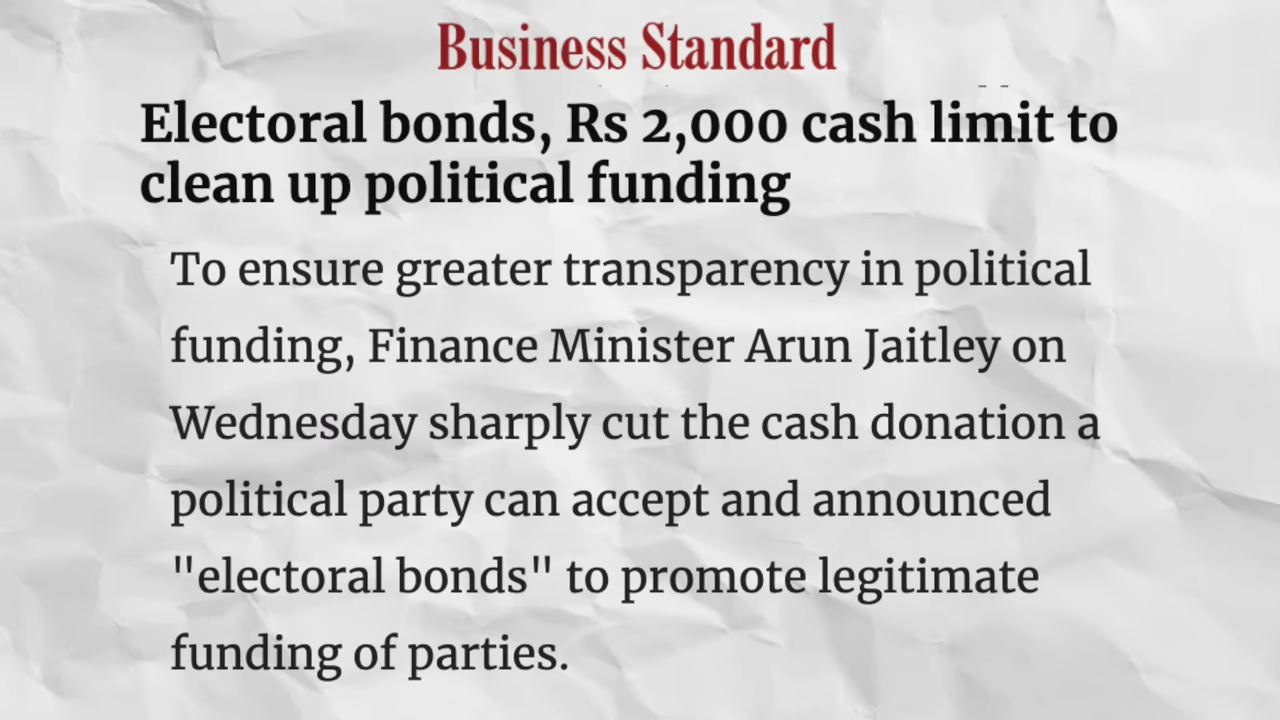 Business Standard
Electoral bonds, Rs 2,000 cash limit to
clean up political funding
To ensure greater transparency in political
funding, Finance Minister Arun Jaitley on
Wednesday sharply cut the cash donation a
political party can accept and announced
"electoral bonds" to promote legitimate
funding of parties.